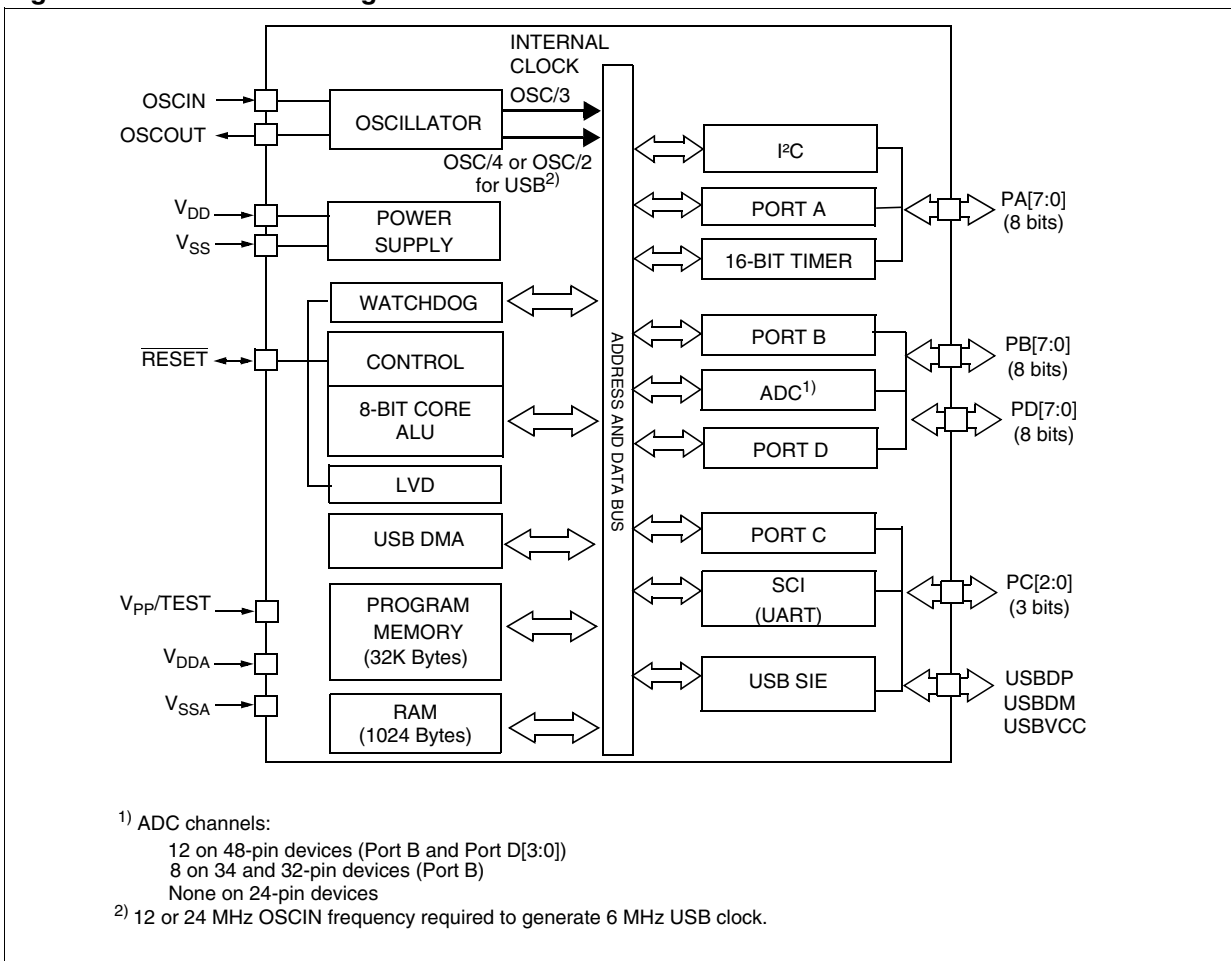 INTERNAL
CLOCK
OSCIN
OSCOUT
OSCILLATOR
OSC/3
OSC/4 or OSC/2
for USB2)
VDD
VSS
POWER
SUPPLY
WATCHDOG
RESET
CONTROL
8-BIT CORE
ALU
LVD
USB DMA
VPP/TEST
VDDA
VSSA
PROGRAM
MEMORY
(32K Bytes)
RAM
(1024 Bytes)
ADDRESS AND DATA BUS
I²C
PORT A
16-BIT TIMER
PA[7:0]
(8 bits)
PORT B
ADC1)
PORT D
PB[7:0]
(8 bits)
PD[7:0]
(8 bits)
PORT C
SCI
(UART)
USB SIE
PC[2:0]
(3 bits)
USBDP
USBDM
USBVCC
1) ADC channels:
12 on 48-pin devices (Port B and Port D[3:0])
8 on 34 and 32-pin devices (Port B)
None on 24-pin devices
2) 12 or 24 MHz OSCIN frequency required to generate 6 MHz USB clock.